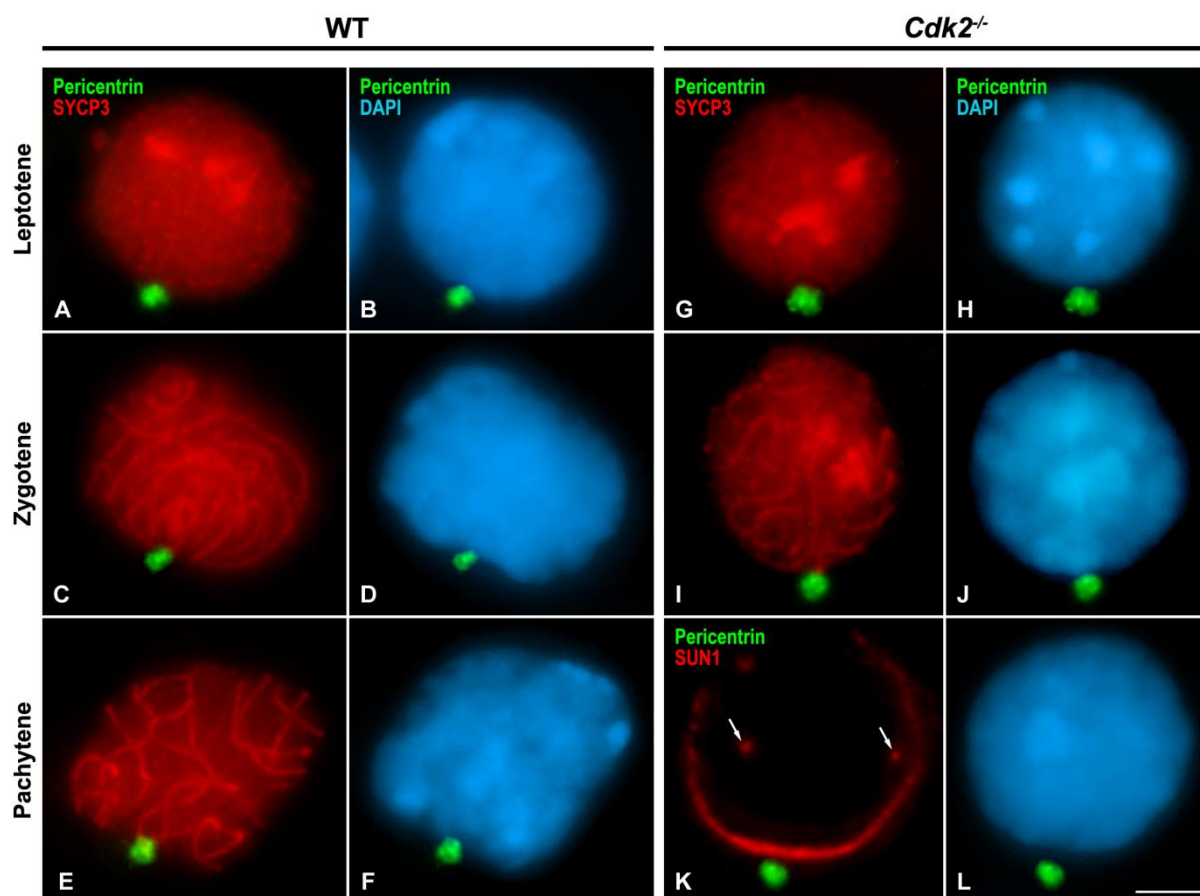 WT
Cdk2-/-
Leptotene
Pericentrin
SYCP3
A
Pericentrin
DAPI
B
Pericentrin
SYCP3
G
Pericentrin
DAPI
H
Zygotene
C
D
I
J
Pachytene
E
F
Pericentrin
SUN1
K
L